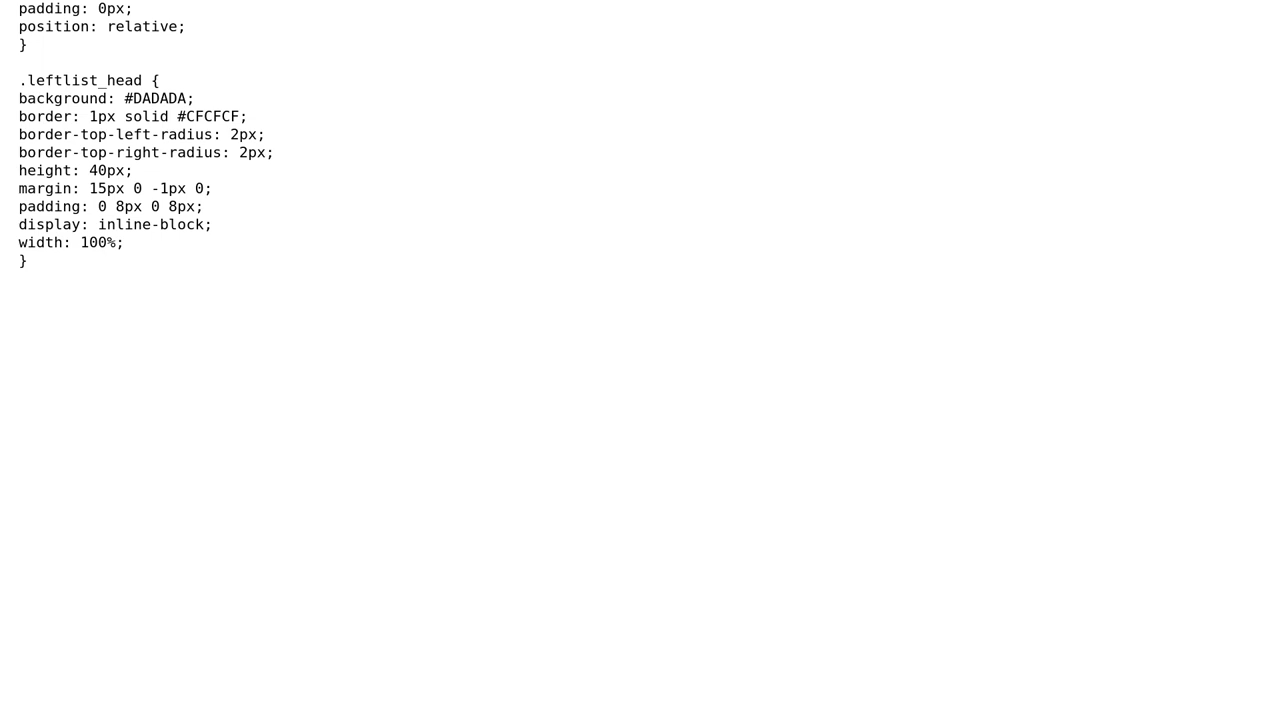 padding: 0px;
position: relative;
}

.leftlist_head {
background: #DADADA;
border: 1px solid #CFCFCF;
border-top-left-radius: 2px;
border-top-right-radius: 2px;
height: 40px;
margin: 15px 0 -1px 0;
padding: 0 8px 0 8px;
display: inline-block;
width: 100%;
}